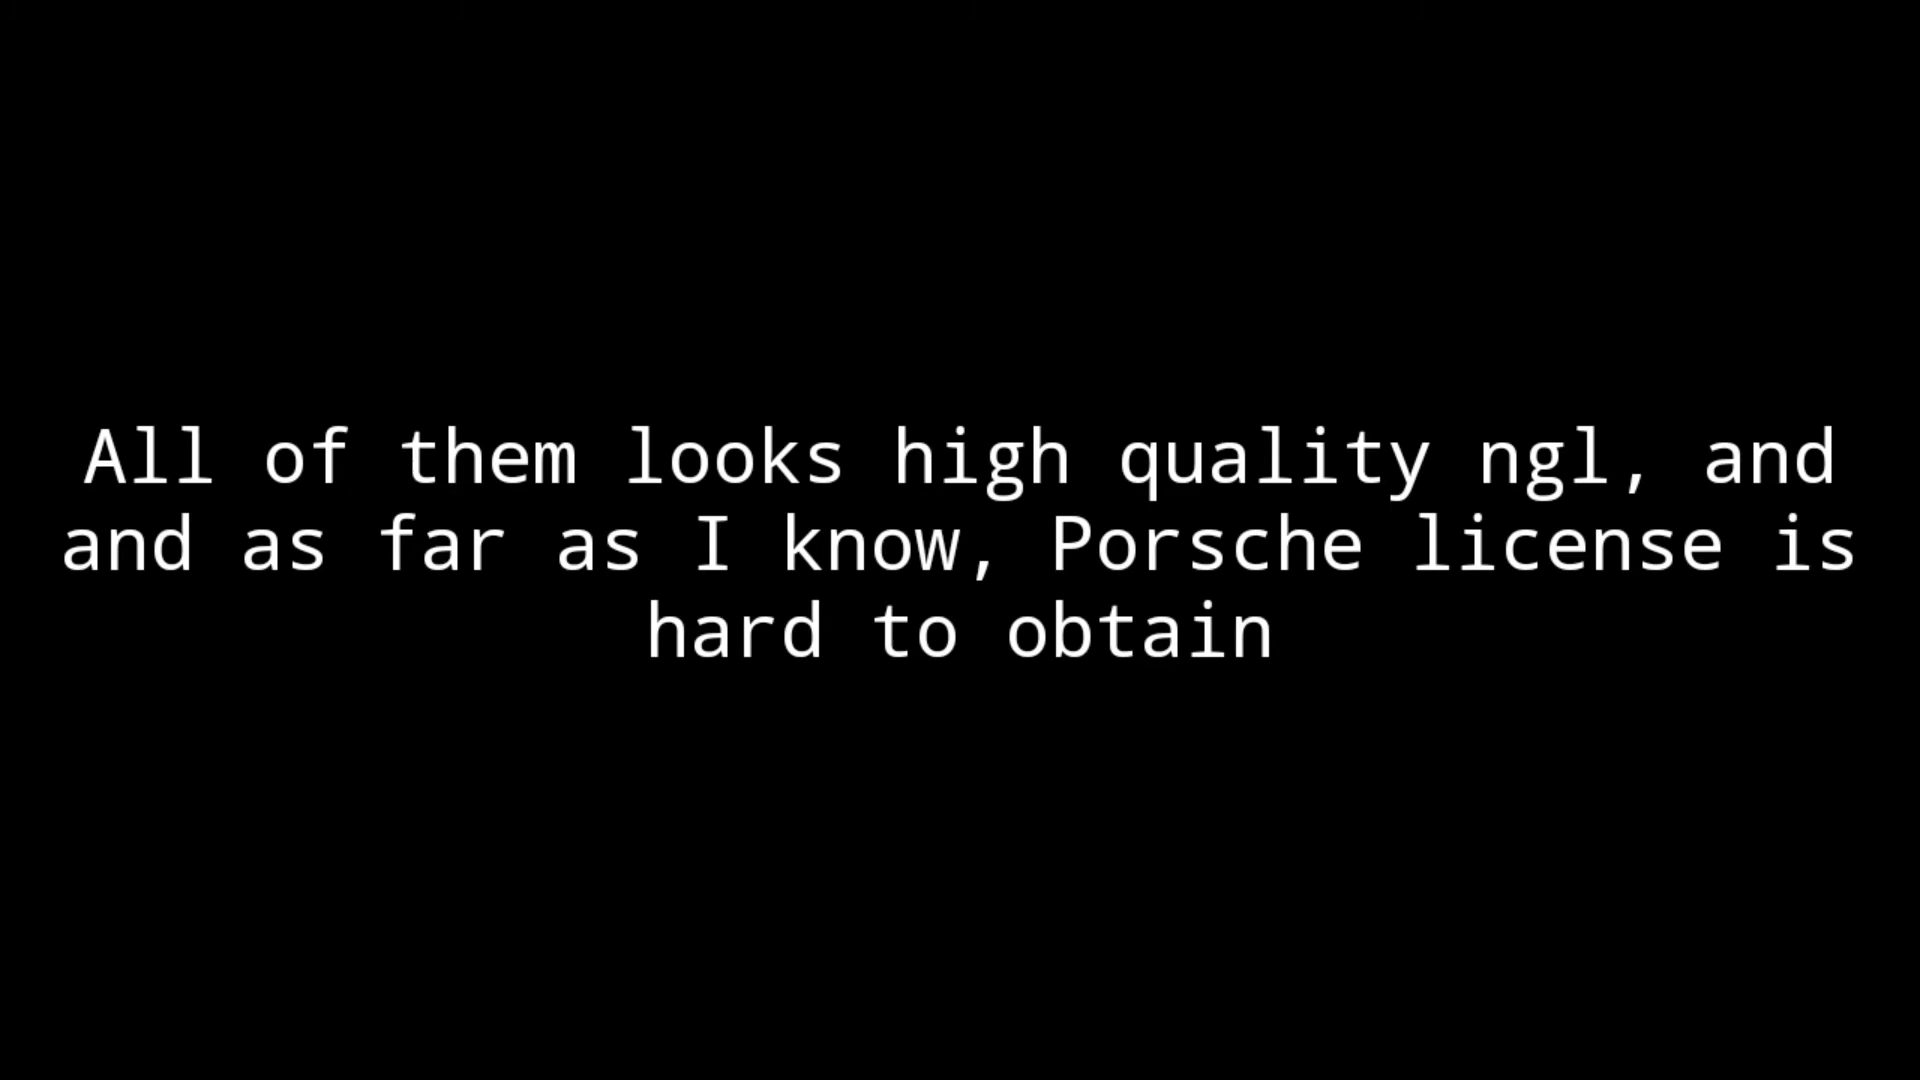 All of them looks high quality ngl, and
and as far as I know, Porsche license is
hard to obtain